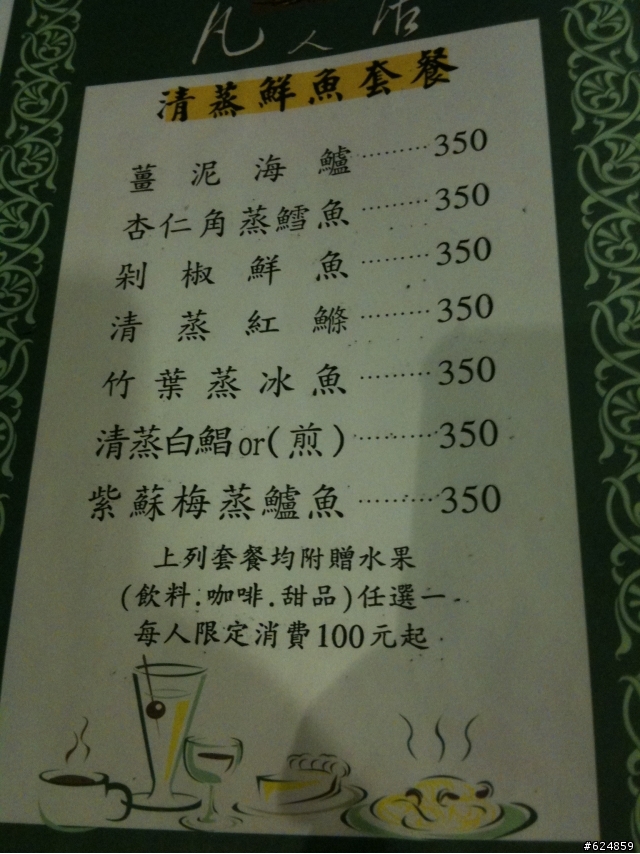 凡人
清蒸鮮魚套餐
薑泥海鱸·········350
杏仁角蒸鱈魚·········350
剁椒鮮魚·········350
清蒸紅鰷·········350
竹葉蒸冰魚·········350
清蒸白鯧or(煎)·········350
紫蘇梅蒸鱸魚·········350
上列套餐均附贈水果
(飲料.咖啡.甜品)任選一
每人限定消費100元起
#624859